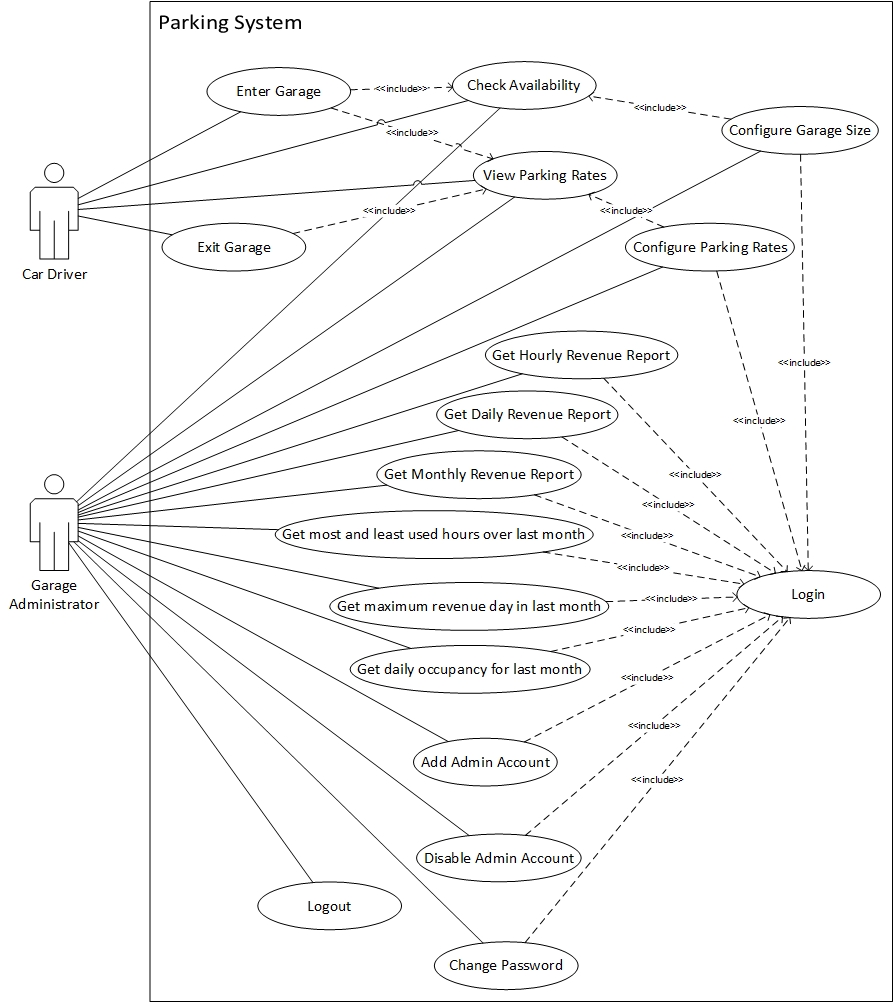 Parking System
Enter Garage
<<include>>
Check Availability
<<include>>
Configure Garage Size
<<include>>
View Parking Rates
<<include>>
<<include>>
Exit Garage
Configure Parking Rates
Car Driver
Get Hourly Revenue Report
<<include>>
Get Daily Revenue Report
<<include>>
Get Monthly Revenue Report
<<include>>
<<include>>
Get most and least used hours over last month
<<include>>
<<include>>
Garage
Administrator
Login
Get maximum revenue day in last month
<<include>>
<<include>>
Get daily occupancy for last month
<<include>>
Add Admin Account
<<include>>
<<include>>
Disable Admin Account
Logout
Change Password